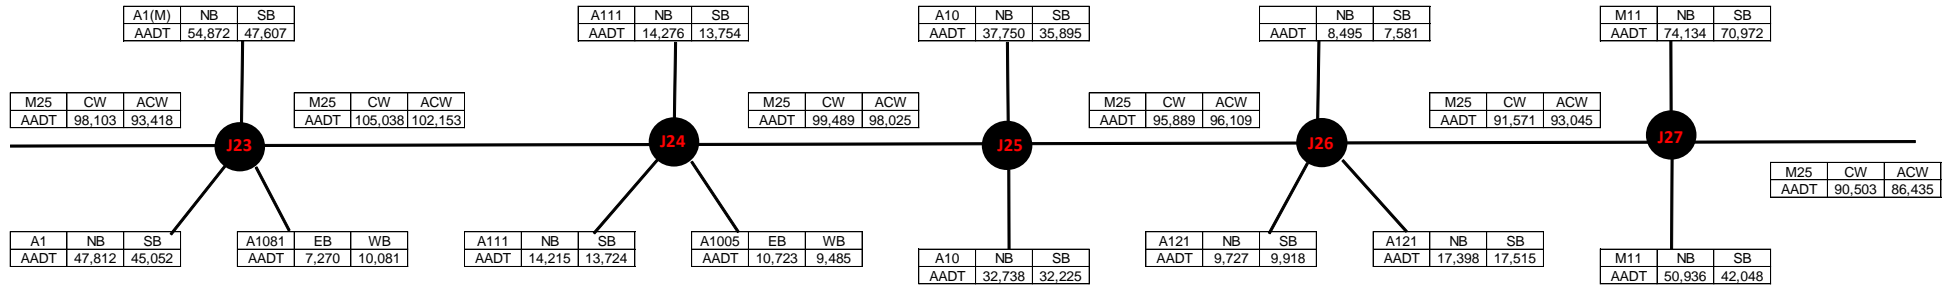 A1(M) NB SB
AADT 54,872 47,607
A111 NB SB
AADT 14,276 13,754
A10 NB SB
AADT 37,750 35,895
NB SB
AADT 8,495 7,581
M11 NB SB
AADT 74,134 70,972
M25 CW ACW
AADT 98,103 93,418
M25 CW ACW
AADT 105,038 102,153
M25 CW ACW
AADT 99,489 98,025
M25 CW ACW
AADT 95,889 96,109
M25 CW ACW
AADT 91,571 93,045
J23
J24
J25
J26
J27
M25 CW ACW
AADT 90,503 86,435
A1 NB SB
AADT 47,812 45,052
A1081 EB WB
AADT 7,270 10,081
A111 NB SB
AADT 14,215 13,724
A1005 EB WB
AADT 10,723 9,485
A10 NB SB
AADT 32,738 32,225
A121 NB SB
AADT 9,727 9,918
A121 NB SB
AADT 17,398 17,515
M11 NB SB
AADT 50,936 42,048